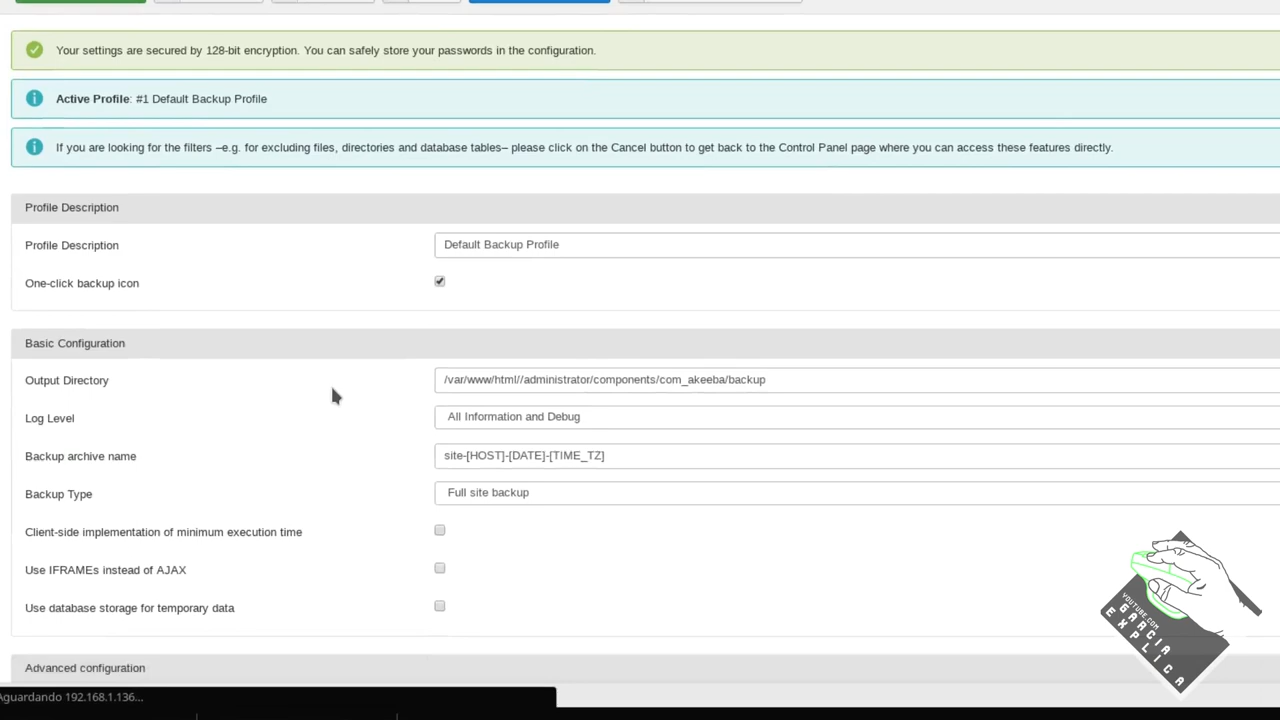 Your settings are secured by 128-bit encryption. You can safely store your passwords in the configuration.
Active Profile: #1 Default Backup Profile
If you are looking for the filters –e.g. for excluding files, directories and database tables– please click on the Cancel button to get back to the Control Panel page where you can access these features directly.
Profile Description
Profile Description
Default Backup Profile
One-click backup icon
Basic Configuration
Output Directory
/var/www/html//administrator/components/com_akeeba/backup
Log Level
All Information and Debug
Backup archive name
site-[HOST]-[DATE]-[TIME_TZ]
Backup Type
Full site backup
Client-side implementation of minimum execution time
Use IFRAMEs instead of AJAX
Use database storage for temporary data
Advanced configuration
Aguardando 192.168.1.136...
YOUTUBE.COM
GARCIA
EXPLICA